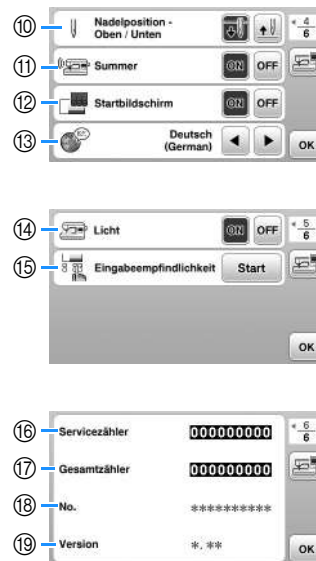 ⑩ Nadelposition - Oben / Unten 4/6
⑪ Summer ON OFF
⑫ Startbildschirm ON OFF
⑬ Deutsch (German) OK
⑭ Licht ON OFF 5/6
⑮ Eingabeempfindlichkeit Start
OK
⑯ Servicezähler 000000000 6/6
⑰ Gesamtzähler 000000000
⑱ No. **********
⑲ Version *.** OK